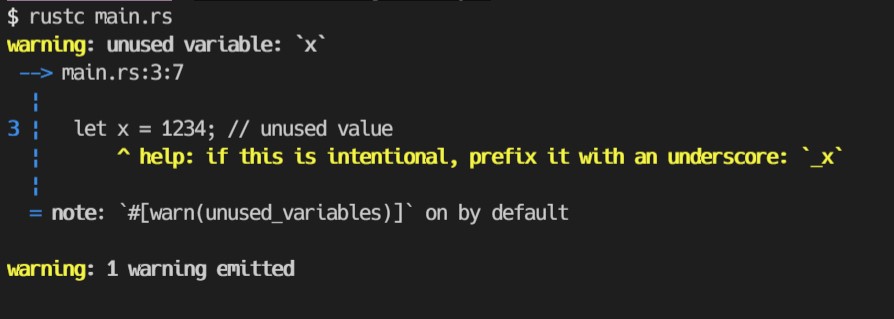 $ rustc main.rs
warning: unused variable: `x`
 --> main.rs:3:7
  |
3 |   let x = 1234; // unused value
  |       ^ help: if this is intentional, prefix it with an underscore: `_x`
  |
  = note: `#[warn(unused_variables)]` on by default

warning: 1 warning emitted